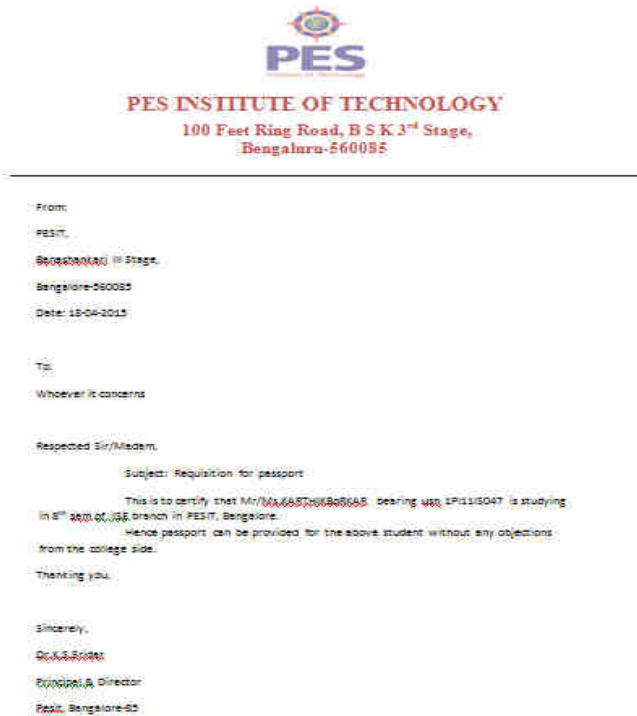 PES
PES INSTITUTE OF TECHNOLOGY
100 Feet Ring Road, B S K 3rd Stage,
Bengaluru-560085
From:
PESIT,
Banashankari III Stage,
Bangalore-560085
Date: 18-04-2015
To:
Whoever it concerns
Respected Sir/Madam,
Subject: Requisition for passport
This is to certify that Mr/Ms.KARTHIKBORKAR bearing usn 1PI11IS047 is studying
in 8th sem of ISE branch in PESIT, Bangalore.
Hence passport can be provided for the above student without any objections
from the college side.
Thanking you,
Sincerely,
Dr.K.S.Sridar
Principal & Director
Pesit, Bangalore-85